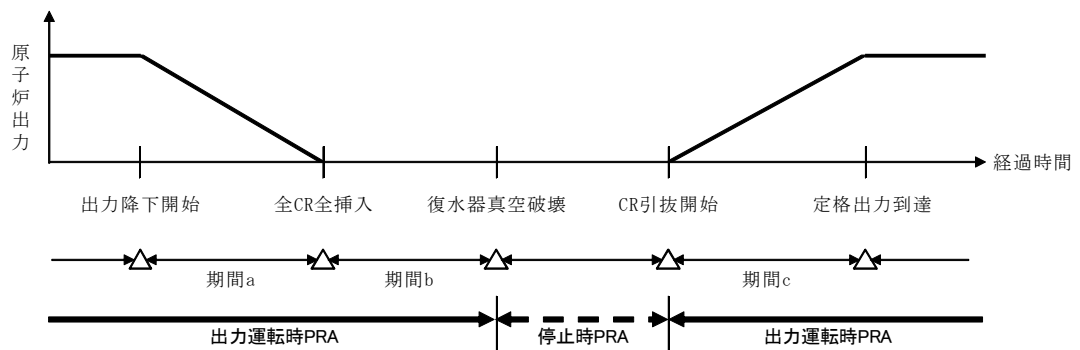 原子炉出力
経過時間
出力降下開始
全CR全挿入
復水器真空破壊
CR引抜開始
定格出力到達
期間a
期間b
期間c
出力運転時PRA
停止時PRA
出力運転時PRA